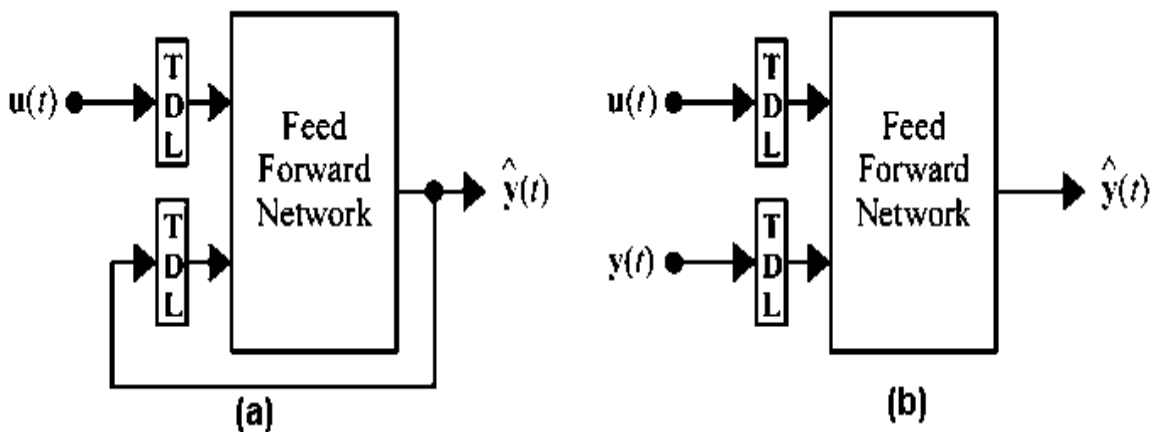 u(t)
T
D
L
Feed
Forward
Network
ŷ(t)
T
D
L
(a)
u(t)
T
D
L
Feed
Forward
Network
ŷ(t)
y(t)
T
D
L
(b)